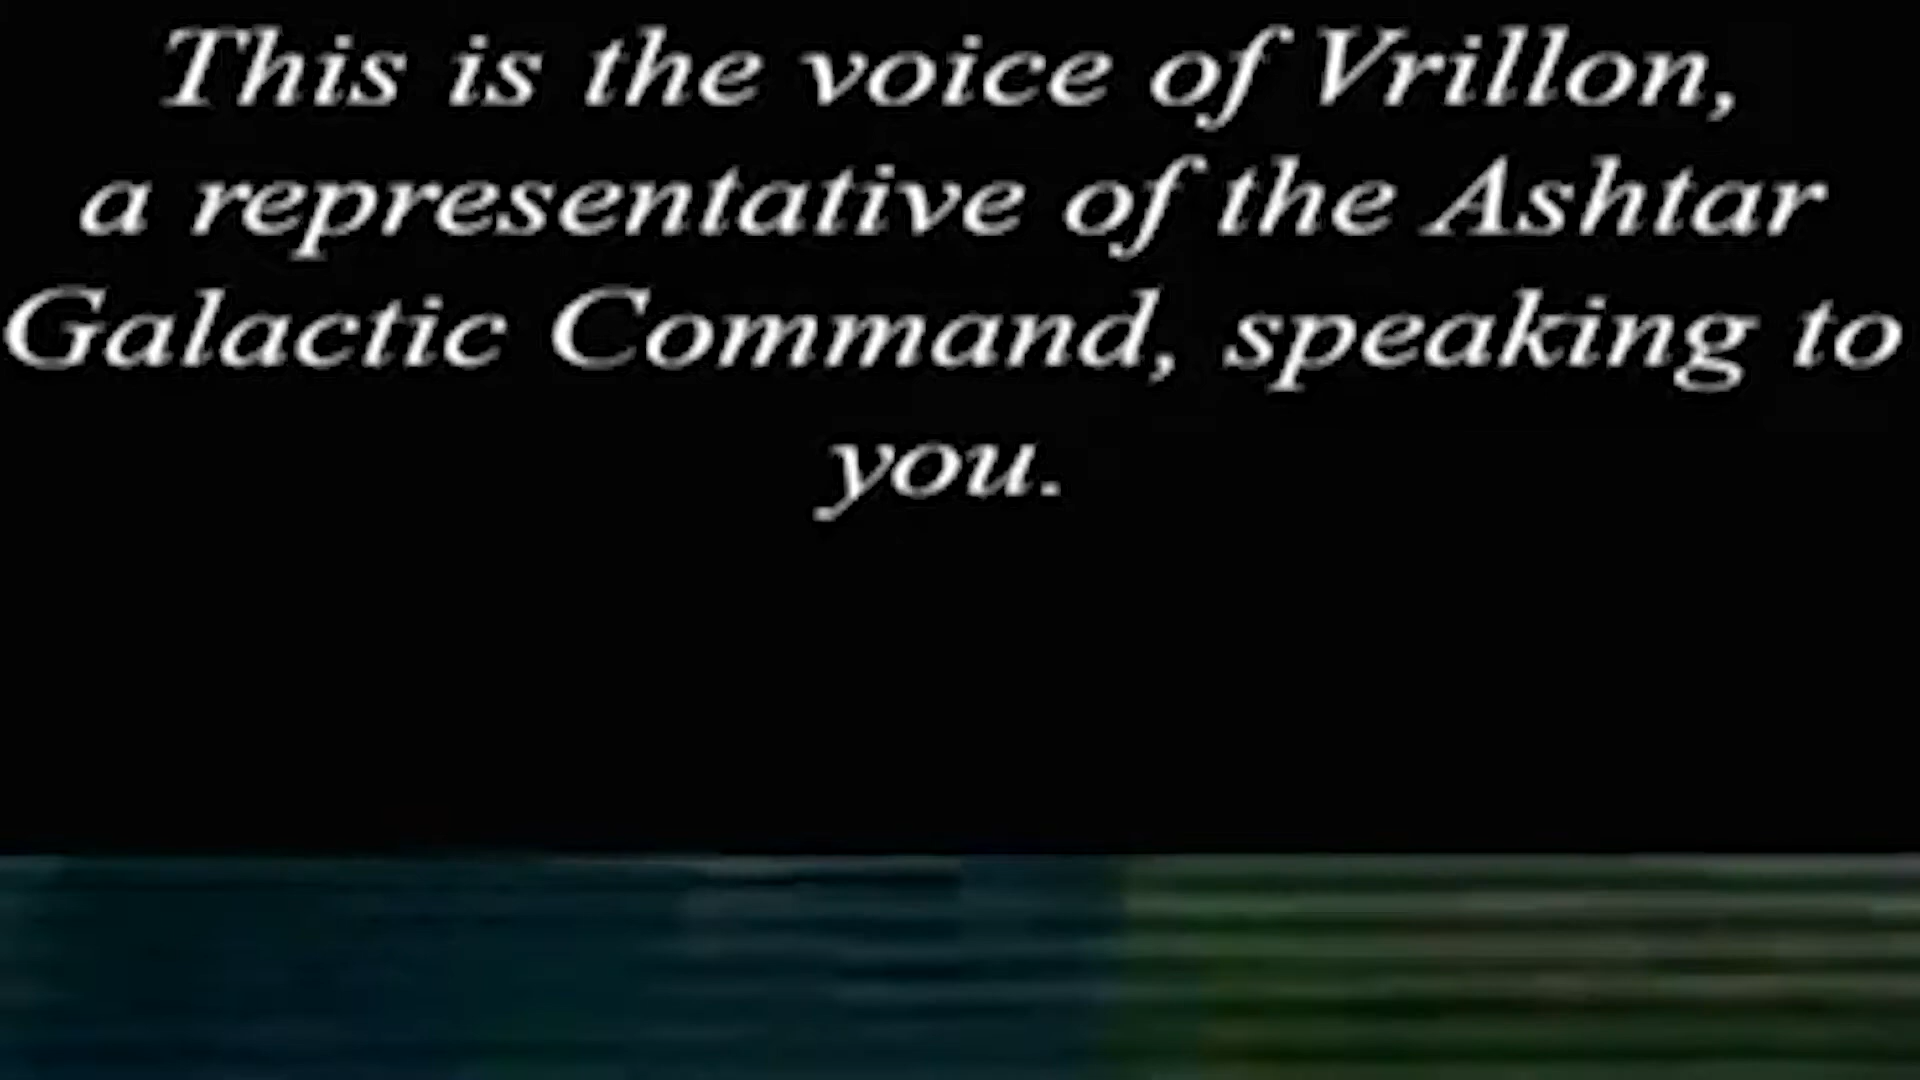 This is the voice of Vrillon,
a representative of the Ashtar
Galactic Command, speaking to
you.